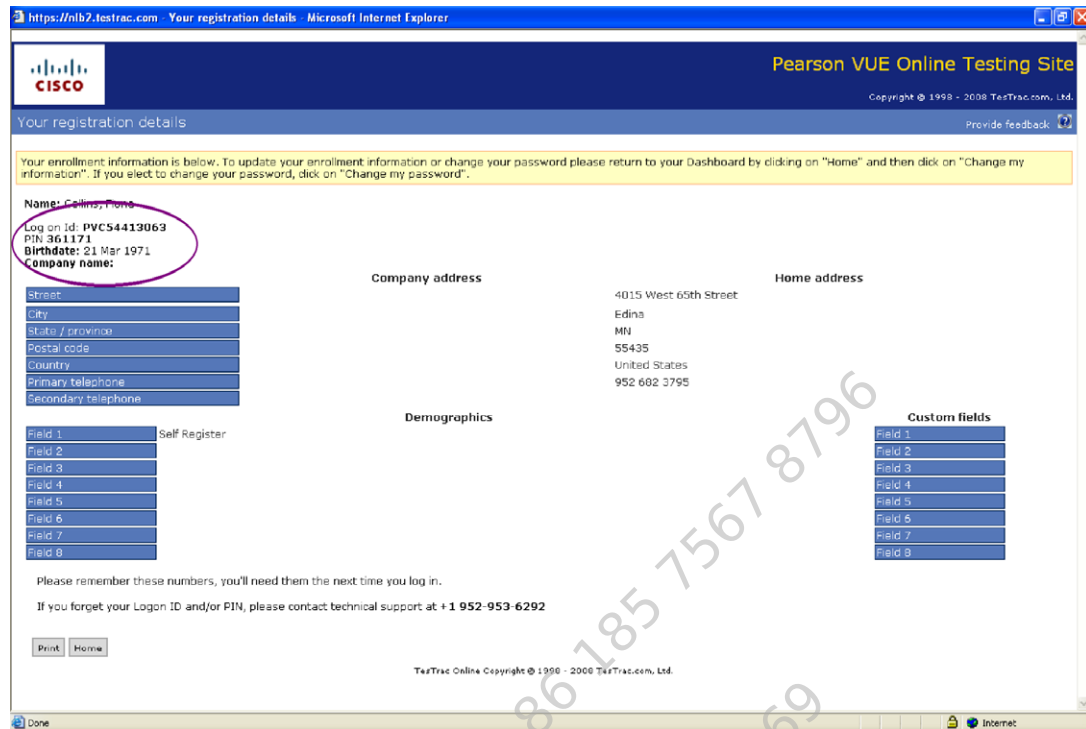 https://nlb2.testrac.com - Your registration details - Microsoft Internet Explorer
CISCO
Pearson VUE Online Testing Site
Copyright @ 1998 - 2008 TesTrac.com, Ltd.
Your registration details
Provide feedback
Your enrollment information is below. To update your enrollment information or change your password please return to your Dashboard by clicking on "Home" and then click on "Change my
information". If you elect to change your password, click on "Change my password".
Name: Collins, Fiona
Log on Id: PVC54413063
PIN 361171
Birthdate: 21 Mar 1971
Company name:
Company address Home address
Street 4015 West 65th Street
City Edina
State / province MN
Postal code 55435
Country United States
Primary telephone 952 682 3795
Secondary telephone
Demographics Custom fields
Field 1 Self Register Field 1
Field 2 Field 2
Field 3 Field 3
Field 4 Field 4
Field 5 Field 5
Field 6 Field 6
Field 7 Field 7
Field 8 Field 8
Please remember these numbers, you'll need them the next time you log in.
If you forget your Logon ID and/or PIN, please contact technical support at +1 952-953-6292
Print Home
TesTrac Online Copyright @ 1998 - 2008 TesTrac.com, Ltd.
86 185 7567 8796
69
Done Internet